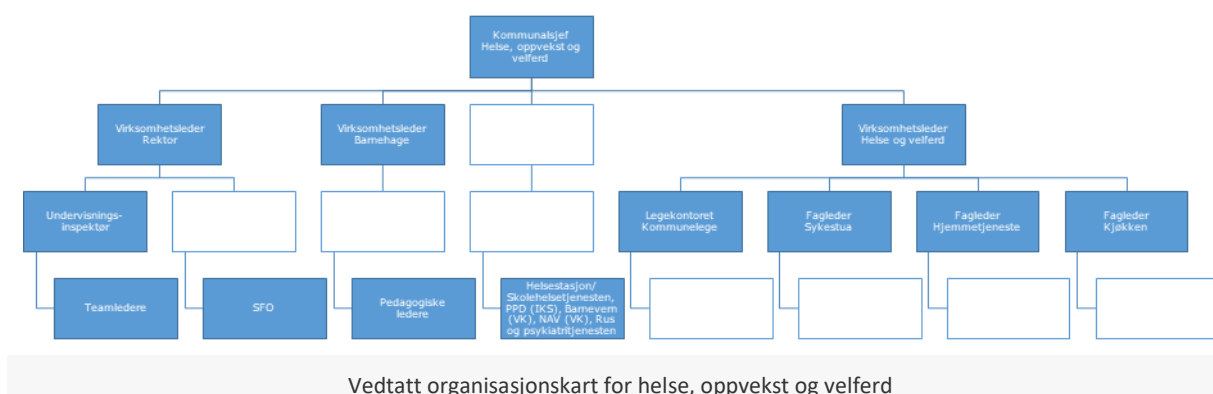 Kommunalsjef
Helse, oppvekst og
velferd
Virksomhetsleder
Rektor
Virksomhetsleder
Barnehage
Virksomhetsleder
Helse og velferd
Undervisnings-
inspektør
Legekontoret
Kommunelege
Fagleder
Sykestua
Fagleder
Hjemmetjeneste
Fagleder
Kjøkken
Teamledere
SFO
Pedagogiske
ledere
Helsestasjon/
Skolehelsetjenesten,
PPD (IKS), Barnevern
(VK), NAV (VK), Rus
og psykiatritjenesten
Vedtatt organisasjonskart for helse, oppvekst og velferd